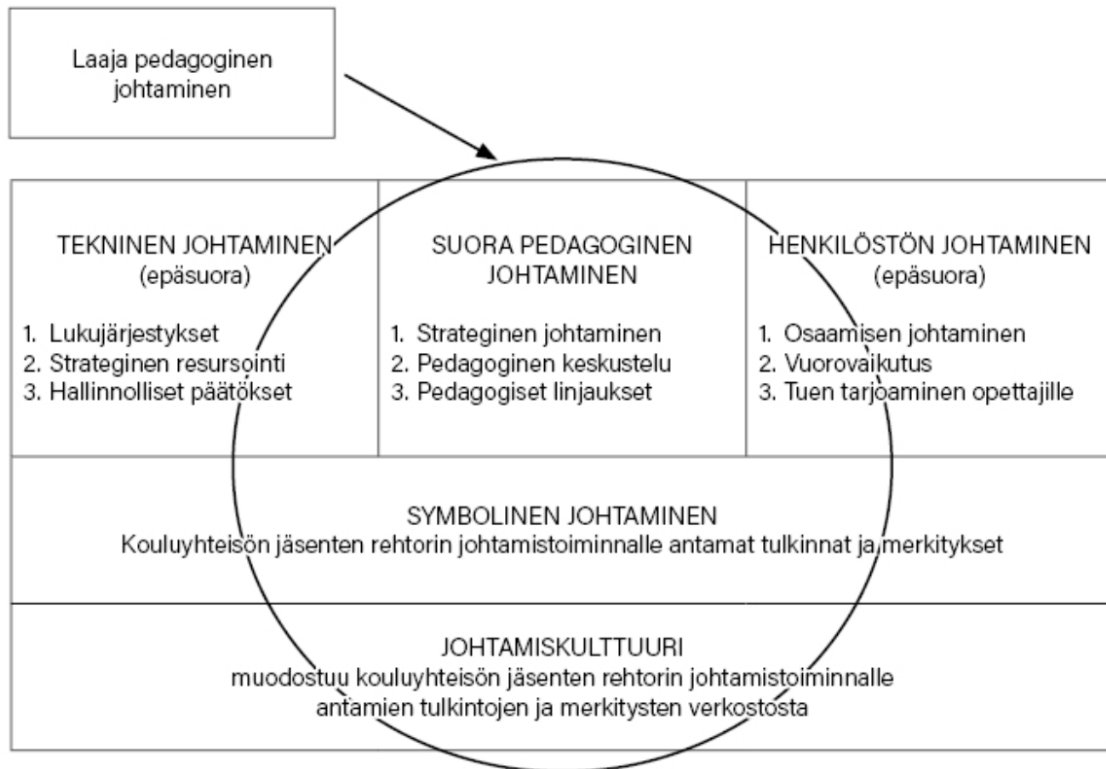 Laaja pedagoginen
johtaminen
TEKNINEN JOHTAMINEN
(epäsuora)
1. Lukujärjestykset
2. Strateginen resursointi
3. Hallinnolliset päätökset
SUORA PEDAGOGINEN
JOHTAMINEN
1. Strateginen johtaminen
2. Pedagoginen keskustelu
3. Pedagogiset linjaukset
HENKILÖSTÖN JOHTAMINEN
(epäsuora)
1. Osaamisen johtaminen
2. Vuorovaikutus
3. Tuen tarjoaminen opettajille
SYMBOLINEN JOHTAMINEN
Kouluyhteisön jäsenten rehtorin johtamistoiminnalle antamat tulkinnat ja merkitykset
JOHTAMISKULTTUURI
muodostuu kouluyhteisön jäsenten rehtorin johtamistoiminnalle
antamien tulkintojen ja merkitysten verkostosta